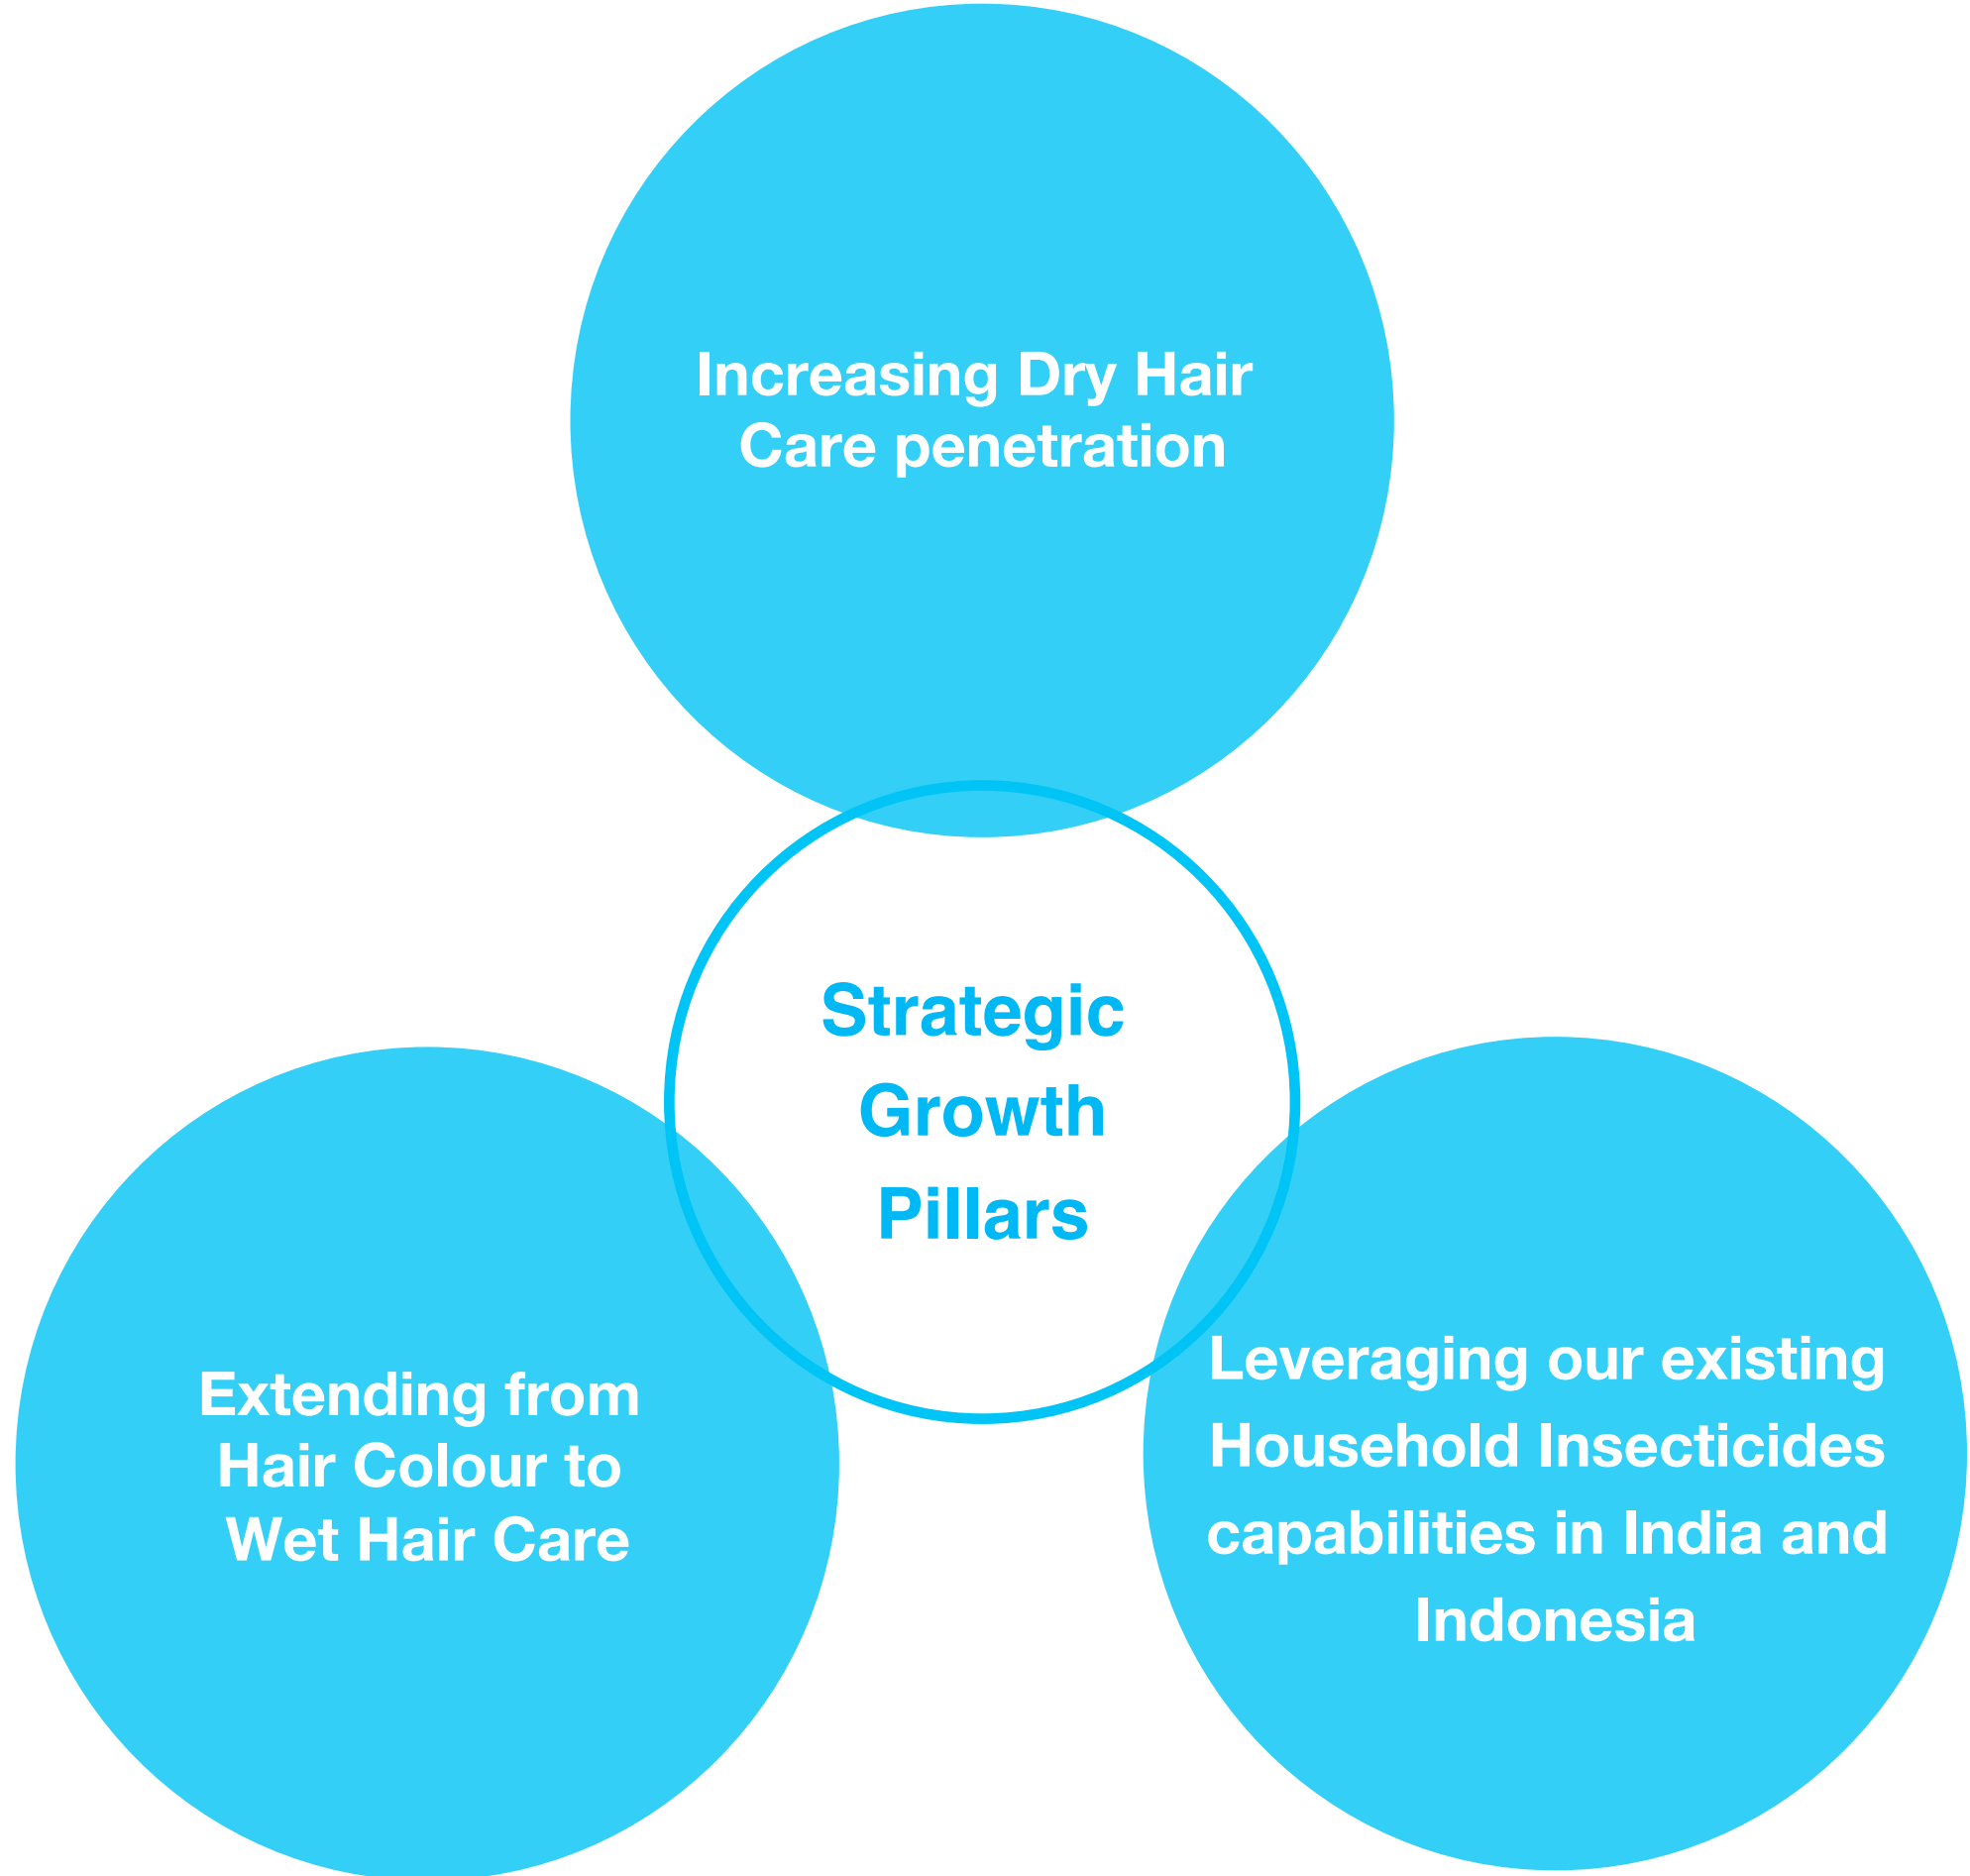 Increasing Dry Hair
Care penetration
Strategic
Growth
Pillars
Extending from
Hair Colour to
Wet Hair Care
Leveraging our existing
Household Insecticides
capabilities in India and
Indonesia